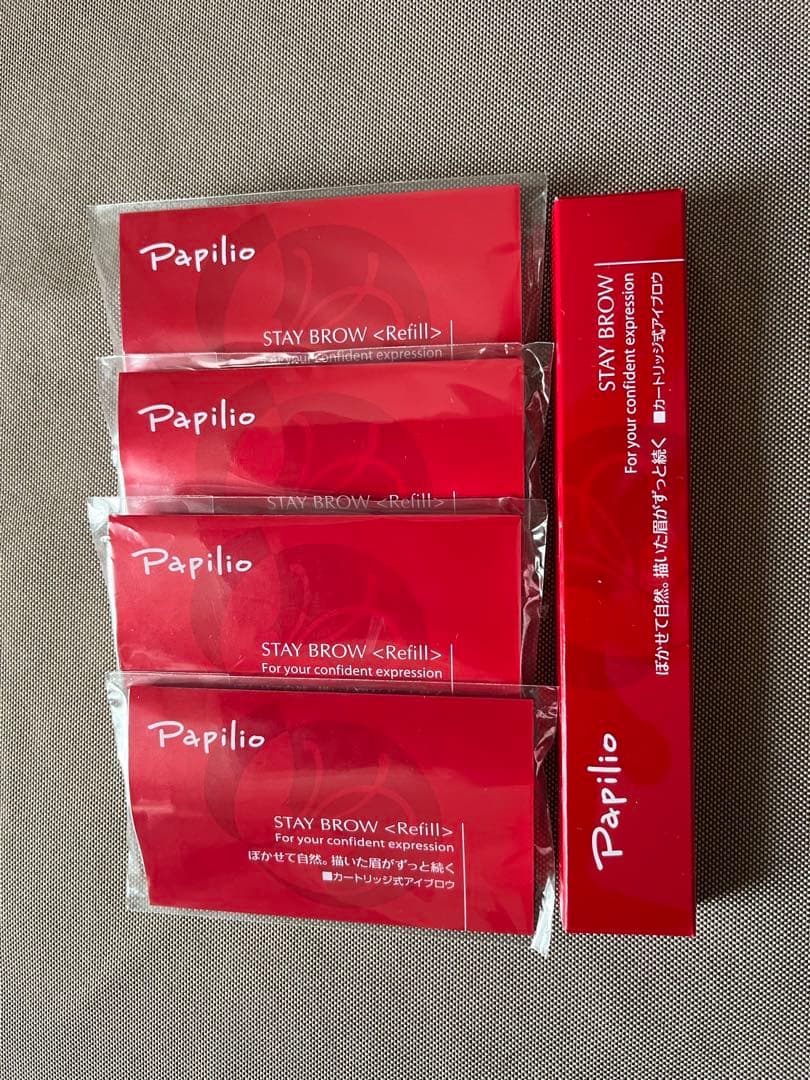 Papilio
STAY BROW <Refill>
For your confident expression
Papilio
STAY BROW <Refill>
Papilio
STAY BROW <Refill>
For your confident expression
Papilio
STAY BROW <Refill>
For your confident expression
ぼかせて自然。描いた眉がずっと続く
■カートリッジ式アイブロウ
STAY BROW
For your confident expression
ぼかせて自然。描いた眉がずっと続く ■カートリッジ式アイブロウ
Papilio